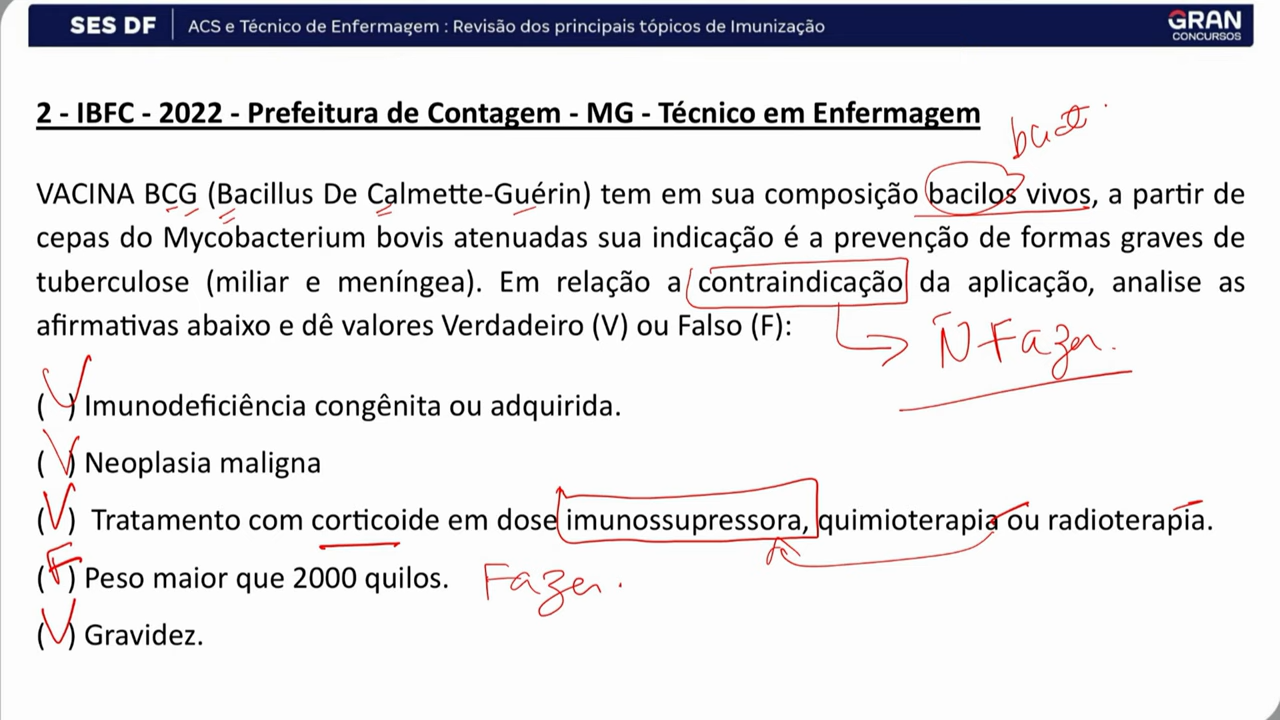 SES DF | ACS e Técnico de Enfermagem : Revisão dos principais tópicos de Imunização
GRAN
CONCURSOS
2 - IBFC - 2022 - Prefeitura de Contagem - MG - Técnico em Enfermagem
bact.
VACINA BCG (Bacillus De Calmette-Guérin) tem em sua composição bacilos vivos, a partir de
cepas do Mycobacterium bovis atenuadas sua indicação é a prevenção de formas graves de
tuberculose (miliar e meníngea). Em relação a contraindicação da aplicação, analise as
afirmativas abaixo e dê valores Verdadeiro (V) ou Falso (F):
Ñ Fazer.
(V) Imunodeficiência congênita ou adquirida.
(V) Neoplasia maligna
(V) Tratamento com corticoide em dose imunossupressora, quimioterapia ou radioterapia.
(F) Peso maior que 2000 quilos. Fazer.
(V) Gravidez.